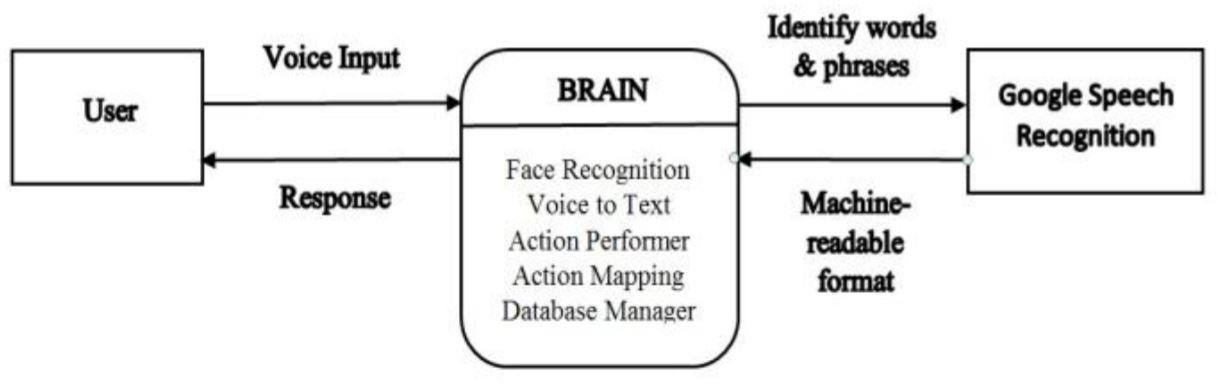 User
Voice Input
Response
BRAIN
Face Recognition
Voice to Text
Action Performer
Action Mapping
Database Manager
Identify words
& phrases
Machine-
readable
format
Google Speech
Recognition